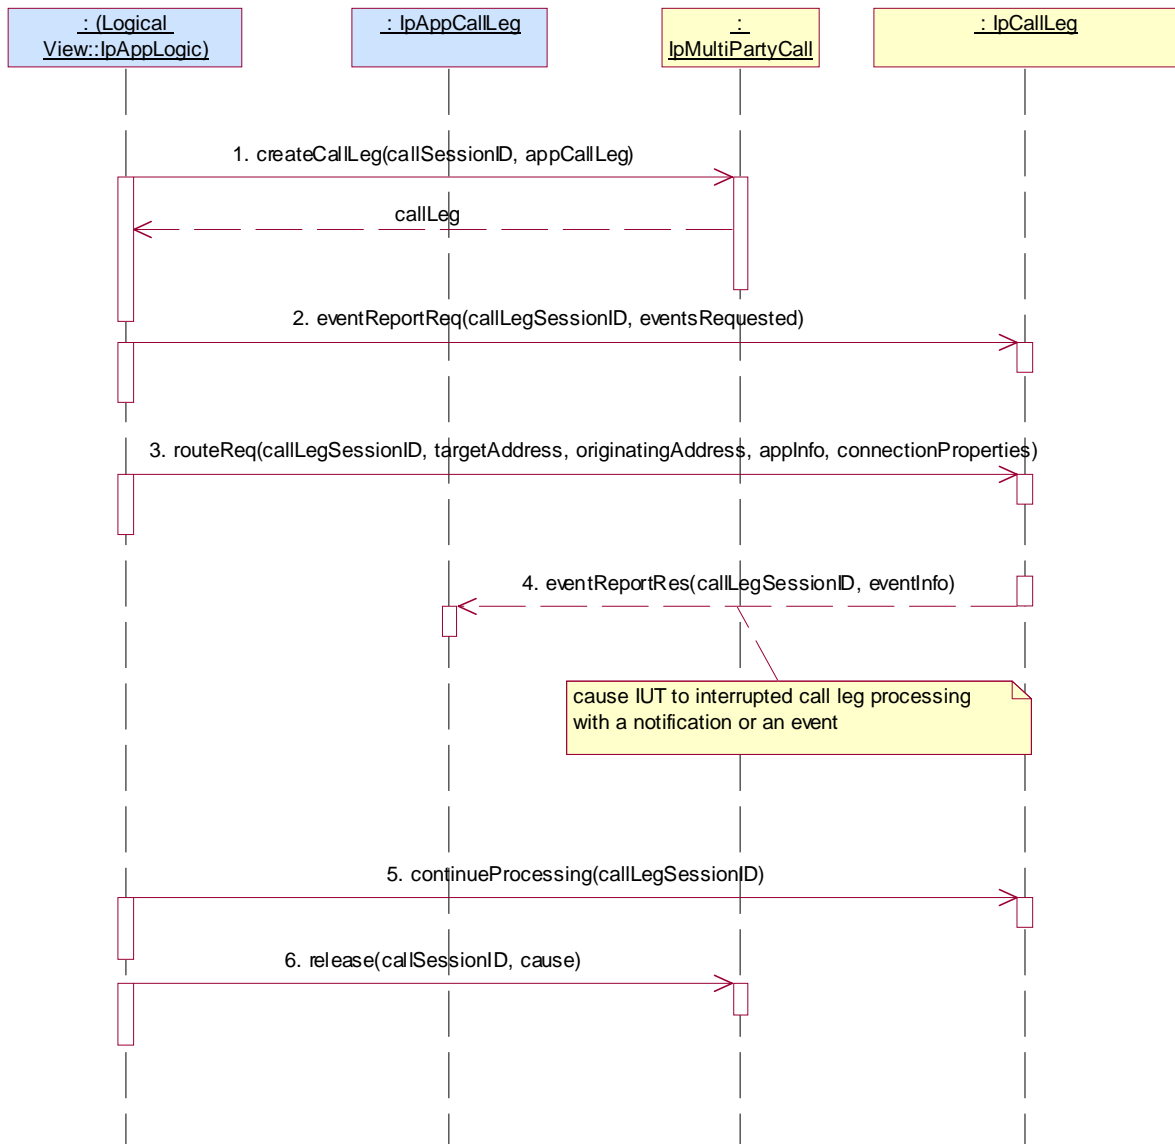 : (Logical
View::IpAppLogic)
: IpAppCallLeg
:
IpMultiPartyCall
: IpCallLeg
1. createCallLeg(callSessionID, appCallLeg)
callLeg
2. eventReportReq(callLegSessionID, eventsRequested)
3. routeReq(callLegSessionID, targetAddress, originatingAddress, appInfo, connectionProperties)
4. eventReportRes(callLegSessionID, eventInfo)
cause IUT to interrupted call leg processing
with a notification or an event
5. continueProcessing(callLegSessionID)
6. release(callSessionID, cause)